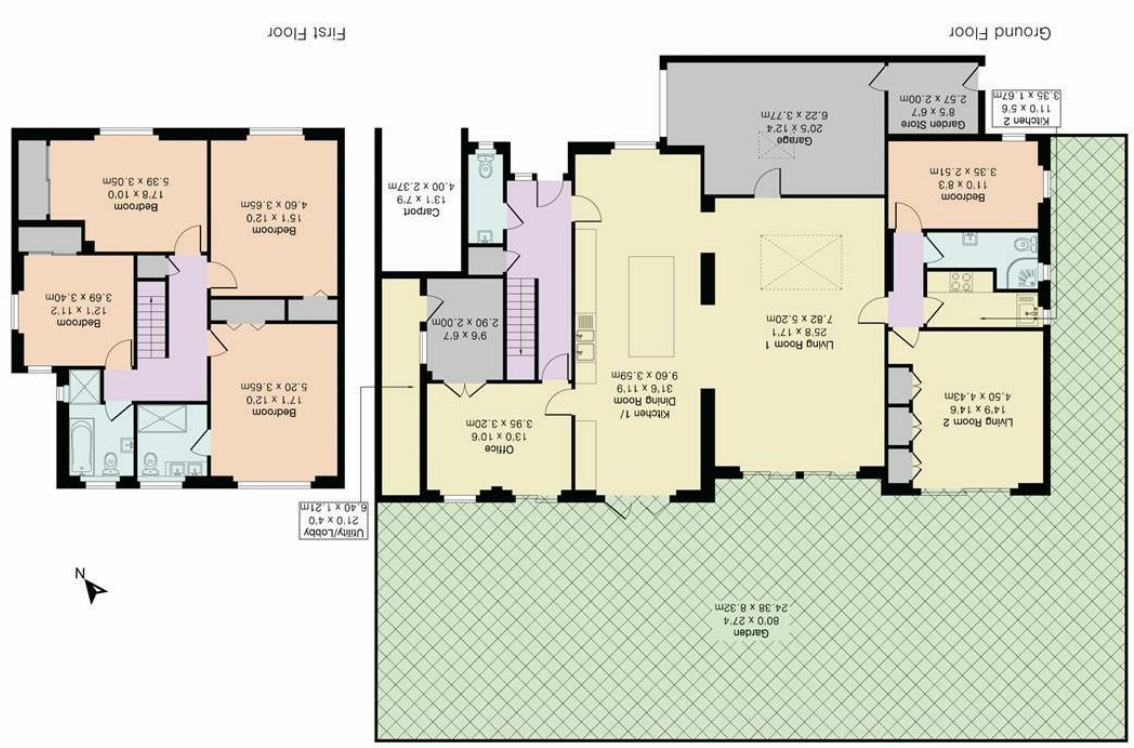 Garden
80'0 x 27'4
24.38 x 8.32m
N
Utility/Lobby
21'0 x 4'0
6.40 x 1.21m
Living Room 2
14'9 x 14'6
4.50 x 4.43m
Living Room 1
25'8 x 17'1
7.82 x 5.20m
Kitchen 1/
Dining Room
31'6 x 11'9
9.60 x 3.59m
Office
13'0 x 10'6
3.95 x 3.20m
9'6 x 6'7
2.90 x 2.00m
Bedroom
11'0 x 8'3
3.35 x 2.51m
Kitchen 2
11'0 x 5'6
3.35 x 1.67m
Garden Store
8'5 x 6'7
2.57 x 2.00m
Garage
20'5 x 12'4
6.22 x 3.77m
Carport
13'1 x 7'9
4.00 x 2.37m
Ground Floor
Bedroom
17'1 x 12'0
5.20 x 3.65m
Bedroom
12'1 x 11'2
3.69 x 3.40m
Bedroom
15'1 x 12'0
4.60 x 3.65m
Bedroom
17'8 x 10'0
5.39 x 3.05m
First Floor